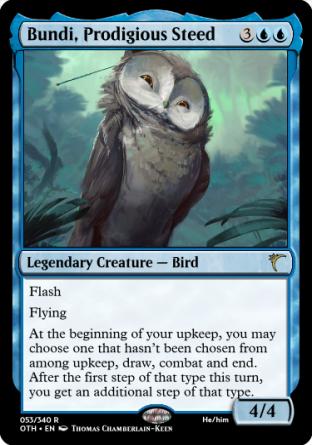 Bundi, Prodigious Steed 3
Legendary Creature — Bird
Flash
Flying
At the beginning of your upkeep, you may
choose one that hasn't been chosen from
among upkeep, draw, combat and end.
After the first step of that type this turn,
you get an additional step of that type.
053/340 R
OTH • EN Thomas Chamberlain-Keen
He/him
4/4